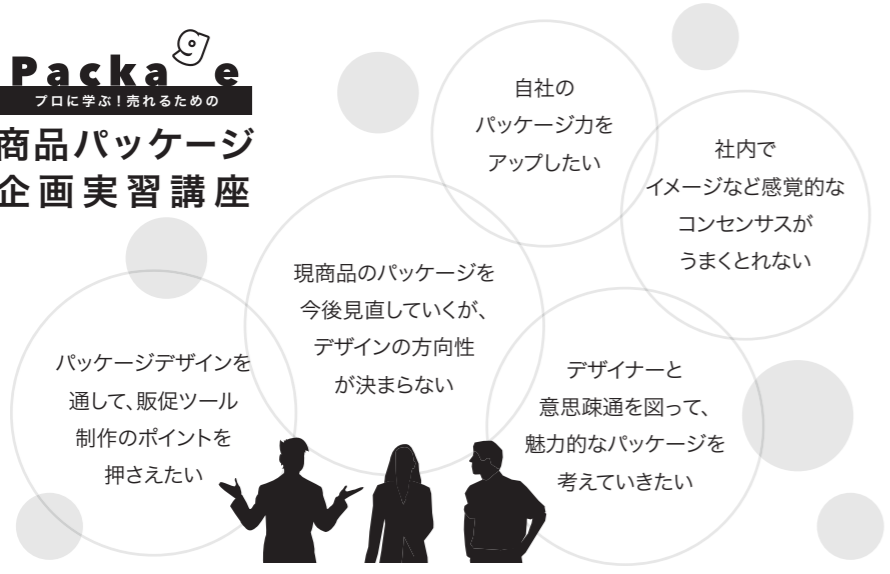 Package
プロに学ぶ！売れるための
商品パッケージ
企画実習講座
自社の
パッケージ力を
アップしたい
社内で
イメージなど感覚的な
コンセンサスが
うまくとれない
現商品のパッケージを
今後見直していくが、
デザインの方向性
が決まらない
パッケージデザインを
通して、販促ツール
制作のポイントを
押さえたい
デザイナーと
意思疎通を図って、
魅力的なパッケージを
考えていきたい